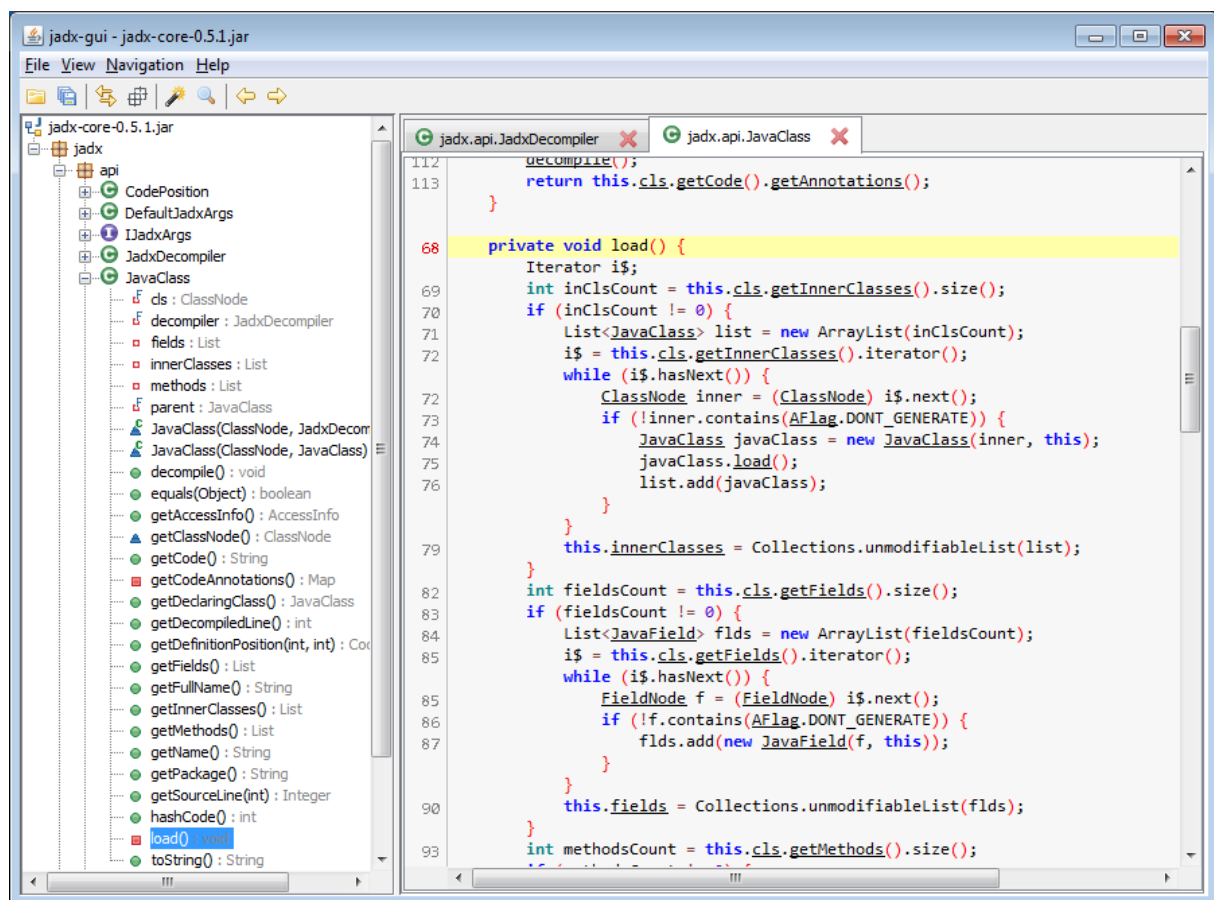 jadx-gui - jadx-core-0.5.1.jar
File View Navigation Help
jadx-core-0.5.1.jar
jadx
api
CodePosition
DefaultJadxArgs
IJadxArgs
JadxDecompiler
JavaClass
cls : ClassNode
decompiler : JadxDecompiler
fields : List
innerClasses : List
methods : List
parent : JavaClass
JavaClass(ClassNode, JadxDecom
JavaClass(ClassNode, JavaClass)
decompile() : void
equals(Object) : boolean
getAccessInfo() : AccessInfo
getClassNode() : ClassNode
getCode() : String
getCodeAnnotations() : Map
getDeclaringClass() : JavaClass
getDecompiledLine() : int
getDefinitionPosition(int, int) : Coc
getFields() : List
getFullName() : String
getInnerClasses() : List
getMethods() : List
getName() : String
getPackage() : String
getSourceLine(int) : Integer
hashCode() : int
load() : void
toString() : String
jadx.api.JadxDecompiler jadx.api.JavaClass
112 decompile();
113 return this.cls.getCode().getAnnotations();
}
68 private void load() {
Iterator i$;
69 int inClsCount = this.cls.getInnerClasses().size();
70 if (inClsCount != 0) {
71 List<JavaClass> list = new ArrayList(inClsCount);
72 i$ = this.cls.getInnerClasses().iterator();
while (i$.hasNext()) {
72 ClassNode inner = (ClassNode) i$.next();
73 if (!inner.contains(AFlag.DONT_GENERATE)) {
74 JavaClass javaClass = new JavaClass(inner, this);
75 javaClass.load();
76 list.add(javaClass);
}
}
79 this.innerClasses = Collections.unmodifiableList(list);
}
82 int fieldsCount = this.cls.getFields().size();
83 if (fieldsCount != 0) {
84 List<JavaField> flds = new ArrayList(fieldsCount);
85 i$ = this.cls.getFields().iterator();
while (i$.hasNext()) {
85 FieldNode f = (FieldNode) i$.next();
86 if (!f.contains(AFlag.DONT_GENERATE)) {
87 flds.add(new JavaField(f, this));
}
}
90 this.fields = Collections.unmodifiableList(flds);
}
93 int methodsCount = this.cls.getMethods().size();